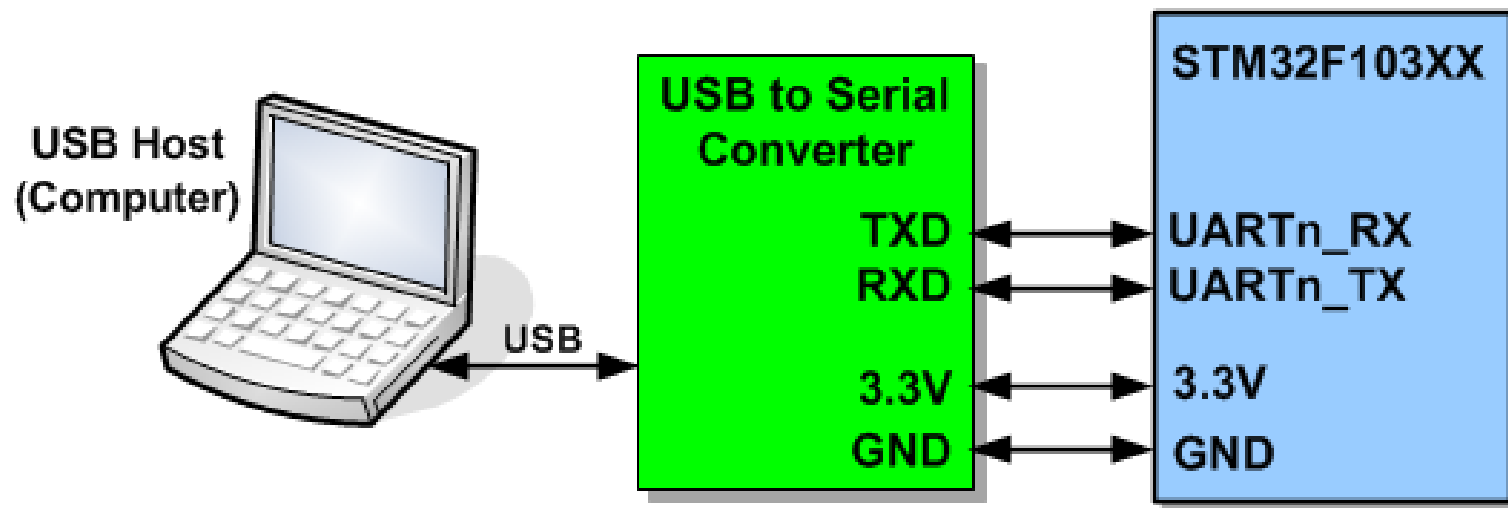 USB Host
(Computer)
USB
USB to Serial
Converter
TXD
RXD
3.3V
GND
STM32F103XX
UARTn_RX
UARTn_TX
3.3V
GND